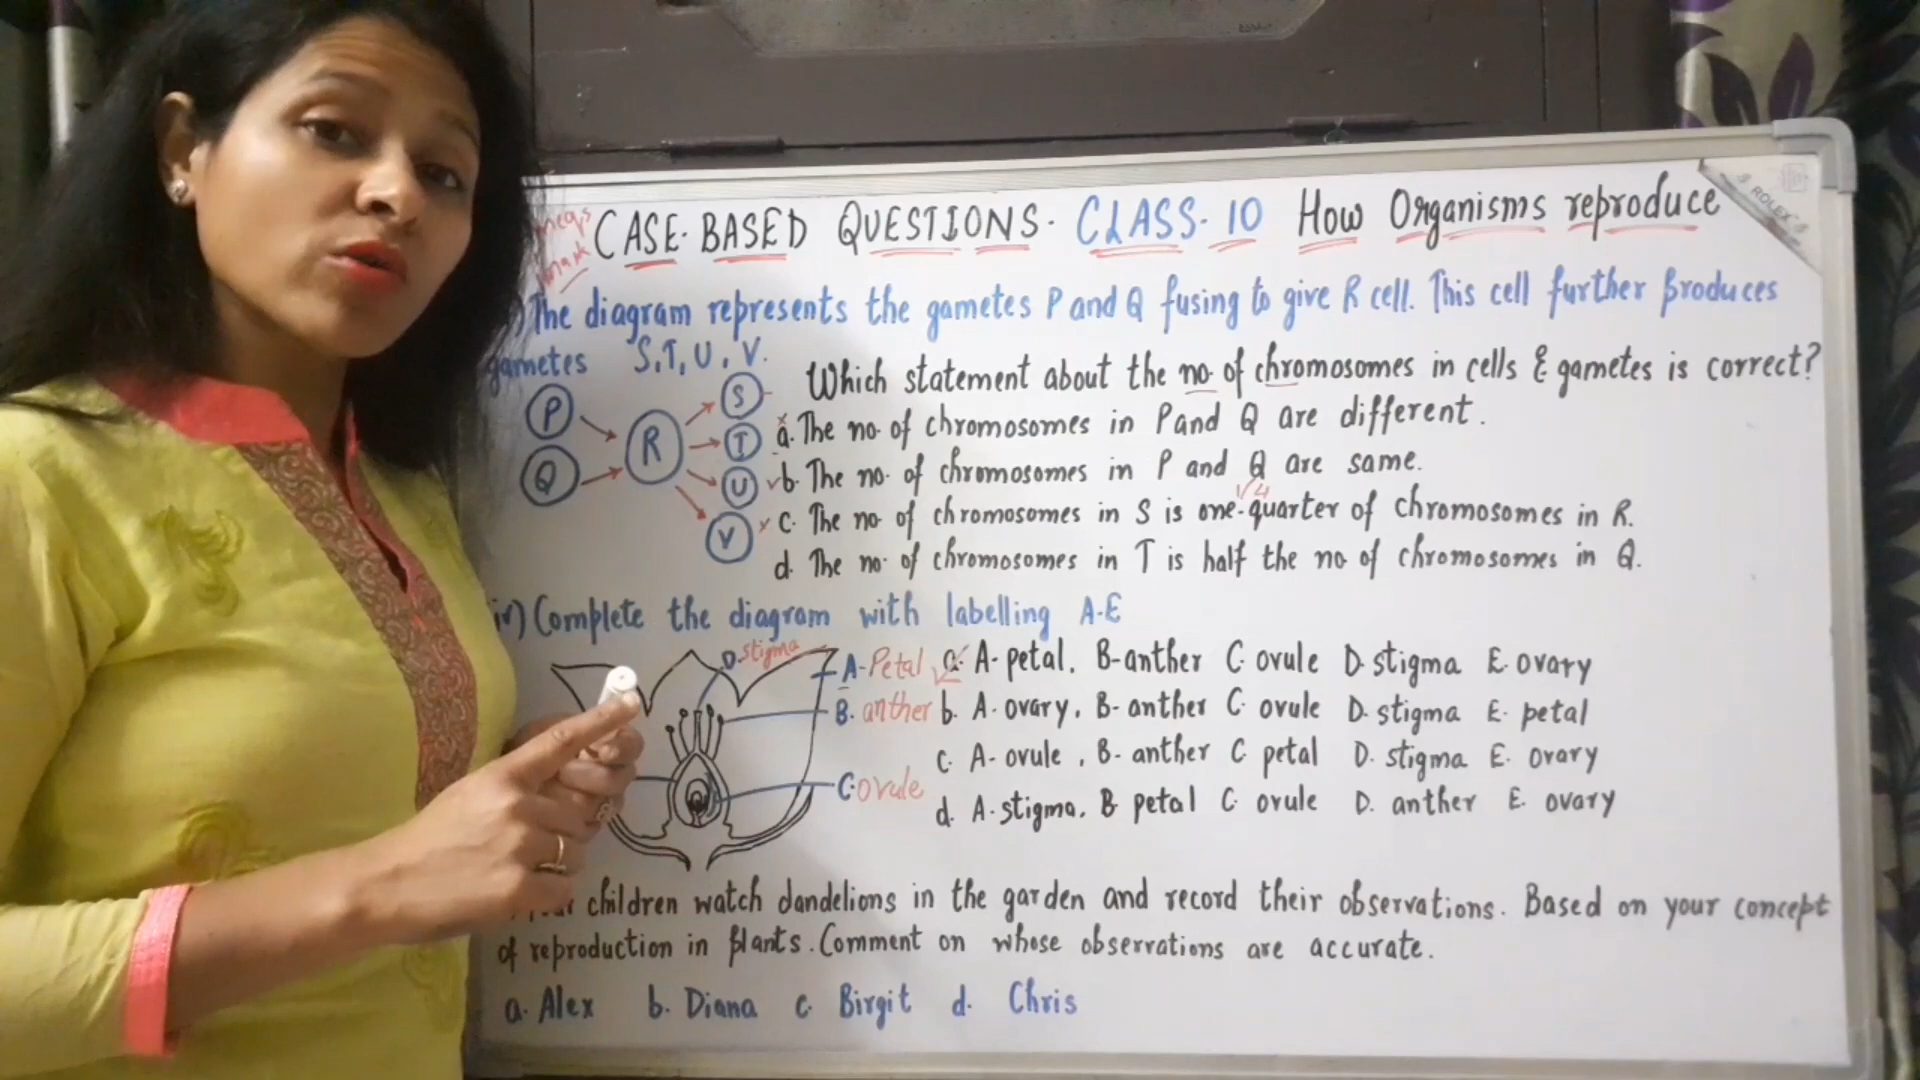 mcqs
mark
CASE-BASED QUESTIONS- CLASS-10 How Organisms reproduce
ROLEX
The diagram represents the gametes P and Q fusing to give R cell. This cell further produces
gametes S, T, U, V.
Which statement about the no. of chromosomes in cells & gametes is correct?
P
Q
R
S
T
U
V
a. The no. of chromosomes in P and Q are different.
b. The no. of chromosomes in P and Q are same.
1/4
c. The no. of chromosomes in S is one-quarter of chromosomes in R.
d. The no. of chromosomes in T is half the no of chromosomes in Q.
iv) Complete the diagram with labelling A-E
D. Stigma
A- Petal
B. anther
C. ovule
a. A- petal, B-anther C. ovule D. stigma E. ovary
b. A. ovary, B- anther C. ovule D. stigma E. petal
c. A- ovule, B- anther C petal D. stigma E. ovary
d. A. stigma, B petal C. ovule D. anther E. ovary
children watch dandelions in the garden and record their observations. Based on your concept
of reproduction in plants. Comment on whose observations are accurate.
a. Alex b. Diana c. Birgit d. Chris